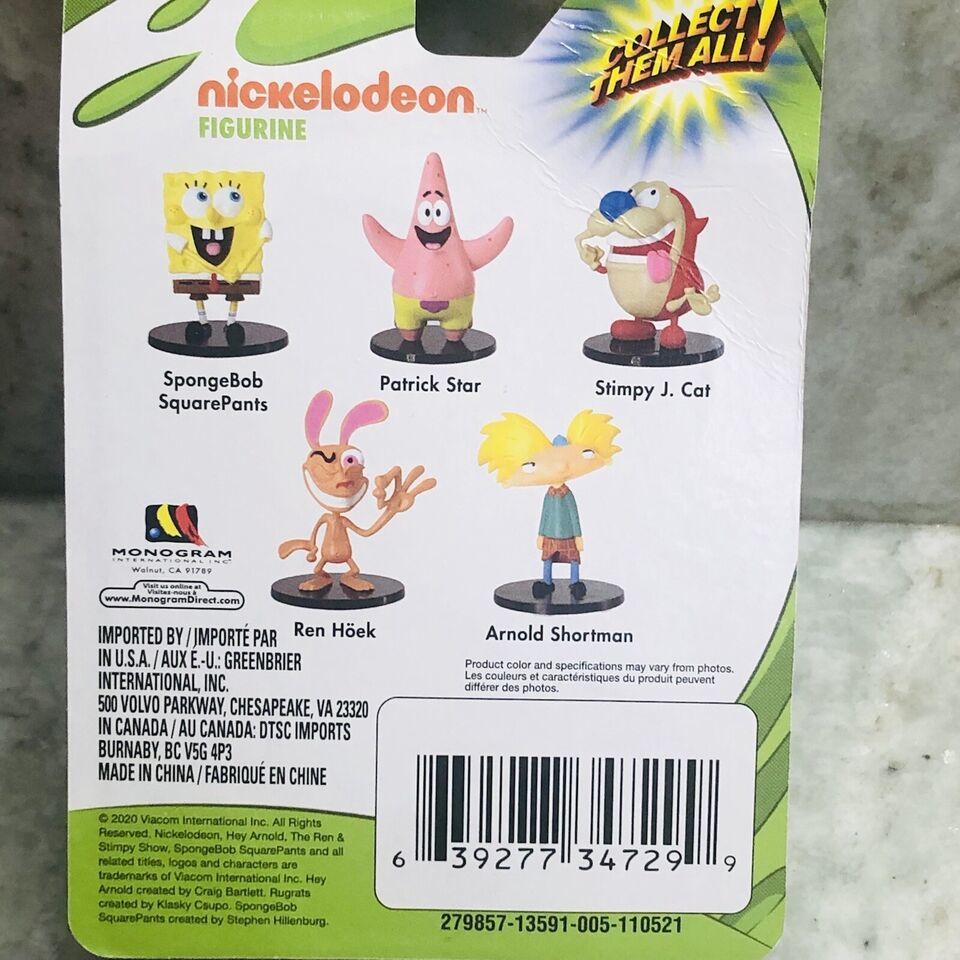 COLLECT
THEM ALL!
nickelodeon™
FIGURINE
SpongeBob
SquarePants
Patrick Star
Stimpy J. Cat
Ren Höek
Arnold Shortman
MONOGRAM
INTERNATIONAL INC
Walnut, CA 91789
Visit us online at
Visitez-nous à
www.MonogramDirect.com
IMPORTED BY / IMPORTÉ PAR
IN U.S.A. / AUX E.-U.: GREENBRIER
INTERNATIONAL, INC.
500 VOLVO PARKWAY, CHESAPEAKE, VA 23320
IN CANADA / AU CANADA: DTSC IMPORTS
BURNABY, BC V5G 4P3
MADE IN CHINA / FABRIQUÉ EN CHINE
Product color and specifications may vary from photos.
Les couleurs et caractéristiques du produit peuvent
différer des photos.
© 2020 Viacom International Inc. All Rights
Reserved. Nickelodeon, Hey Arnold, The Ren &
Stimpy Show, SpongeBob SquarePants and all
related titles, logos and characters are
trademarks of Viacom International Inc. Hey
Arnold created by Craig Bartlett. Rugrats
created by Klasky Csupo. SpongeBob
SquarePants created by Stephen Hillenburg.
6 39277 34729 9
279857-13591-005-110521